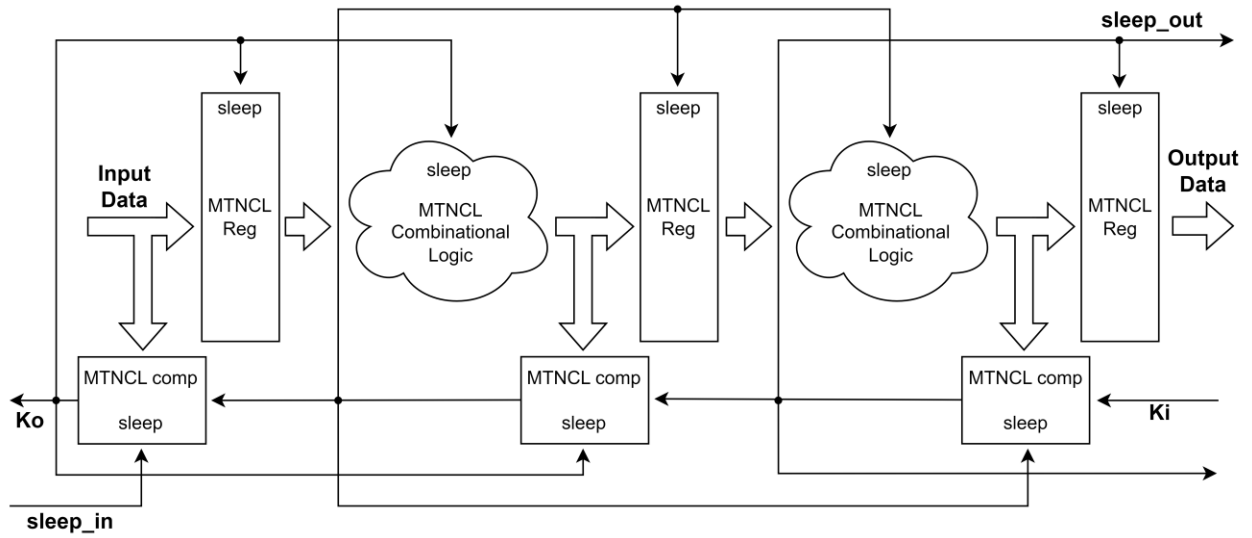 sleep_out
sleep
sleep
sleep
Input
Data
MTNCL
Reg
sleep
MTNCL
Combinational
Logic
MTNCL
Reg
sleep
MTNCL
Combinational
Logic
MTNCL
Reg
Output
Data
MTNCL comp
sleep
MTNCL comp
sleep
MTNCL comp
sleep
Ko
Ki
sleep_in